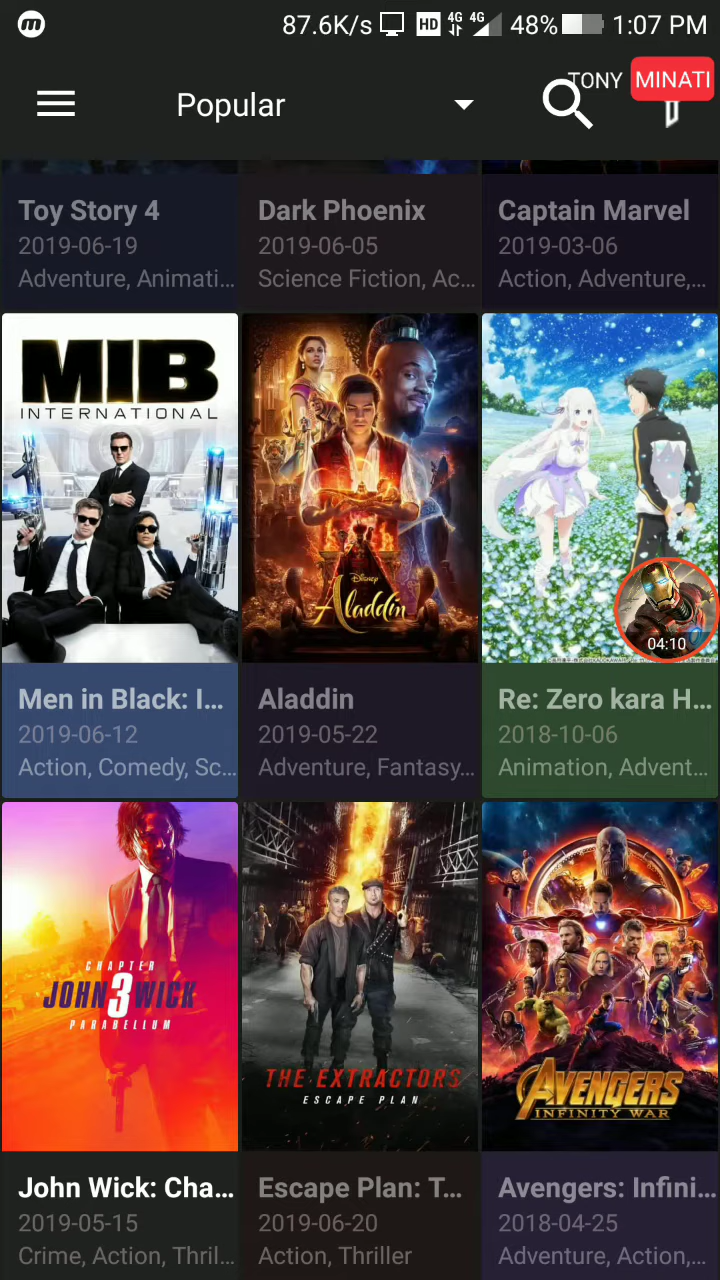 m
87.6K/s HD 4G 4G 48% 1:07 PM
Popular
TONY MINATI
Toy Story 4
2019-06-19
Adventure, Animati...
Dark Phoenix
2019-06-05
Science Fiction, Ac...
Captain Marvel
2019-03-06
Action, Adventure,...
MIB
INTERNATIONAL
Disney
Aladdin
04:10
Men in Black: I...
2019-06-12
Action, Comedy, Sc...
Aladdin
2019-05-22
Adventure, Fantasy...
Re: Zero kara H...
2018-10-06
Animation, Advent...
CHAPTER
JOHN 3 WICK
PARABELLUM
THE EXTRACTORS
ESCAPE PLAN
AVENGERS
INFINITY WAR
John Wick: Cha...
2019-05-15
Crime, Action, Thril...
Escape Plan: T...
2019-06-20
Action, Thriller
Avengers: Infini...
2018-04-25
Adventure, Action,...